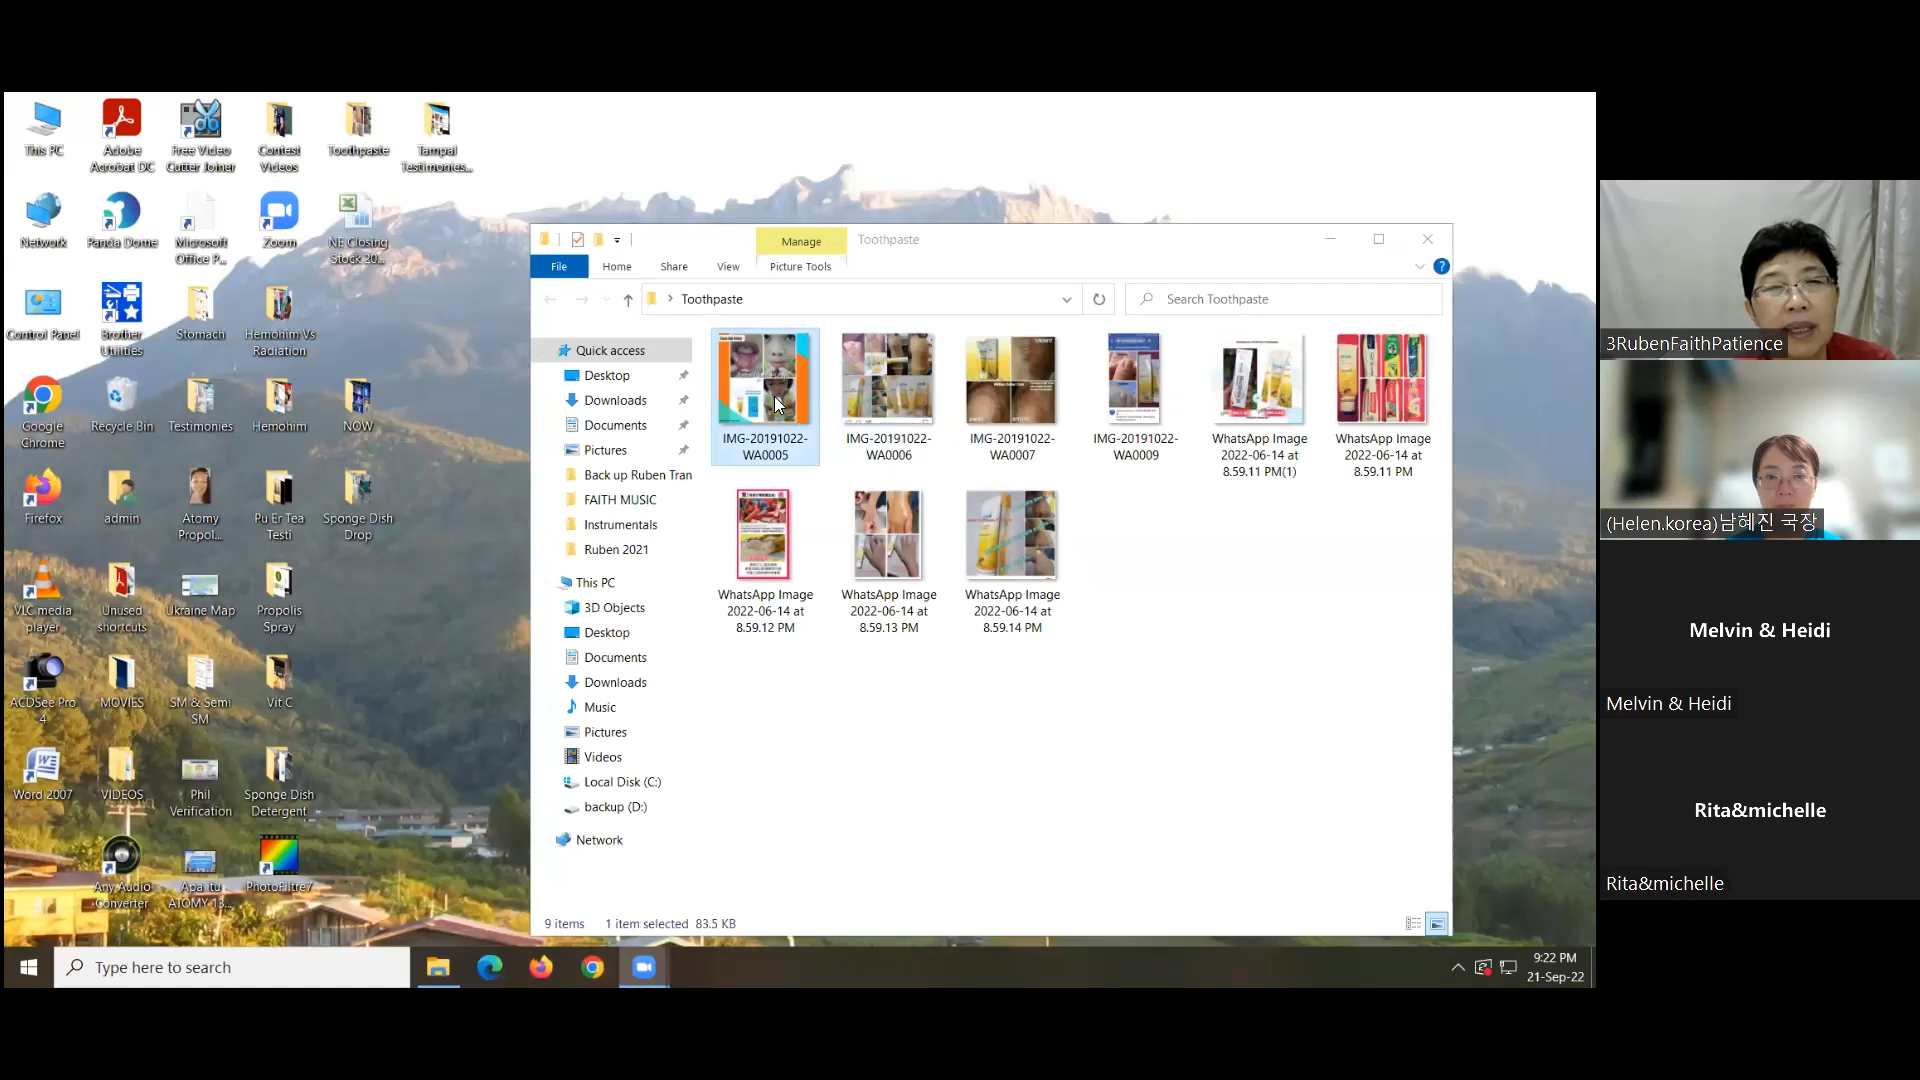 This PC
Adobe
Acrobat DC
Free Video
Cutter Joiner
Contest
Videos
Toothpaste
Tampal
Testimonies...
Network
Panda Dome
Microsoft
Office P...
Zoom
NE Closing
Stock 20...
Control Panel
Brother
Utilities
Stomach
Hemohim Vs
Radiation
Google
Chrome
Recycle Bin
Testimonies
Hemohim
NOW
Firefox
admin
Atomy
Propol...
Pu Er Tea
Testi
Sponge Dish
Drop
VLC media
player
Unused
shortcuts
Ukraine Map
Propolis
Spray
ACDSee Pro
4
MOVIES
SM & Semi
SM
Vit C
Word 2007
VIDEOS
Phil
Verification
Sponge Dish
Detergent
Any Audio
Converter
Apa itu
ATOMY 13...
PhotoFiltre7
Manage
Toothpaste
File
Home
Share
View
Picture Tools
Toothpaste
Search Toothpaste
Quick access
Desktop
Downloads
Documents
Pictures
Back up Ruben Tran
FAITH MUSIC
Instrumentals
Ruben 2021
This PC
3D Objects
Desktop
Documents
Downloads
Music
Pictures
Videos
Local Disk (C:)
backup (D:)
Network
IMG-20191022-
WA0005
IMG-20191022-
WA0006
IMG-20191022-
WA0007
IMG-20191022-
WA0009
WhatsApp Image
2022-06-14 at
8.59.11 PM(1)
WhatsApp Image
2022-06-14 at
8.59.11 PM
WhatsApp Image
2022-06-14 at
8.59.12 PM
WhatsApp Image
2022-06-14 at
8.59.13 PM
WhatsApp Image
2022-06-14 at
8.59.14 PM
9 items 1 item selected 83.5 KB
Type here to search
9:22 PM
21-Sep-22
3RubenFaithPatience
(Helen.korea)남혜진 국장
Melvin & Heidi
Melvin & Heidi
Rita&michelle
Rita&michelle